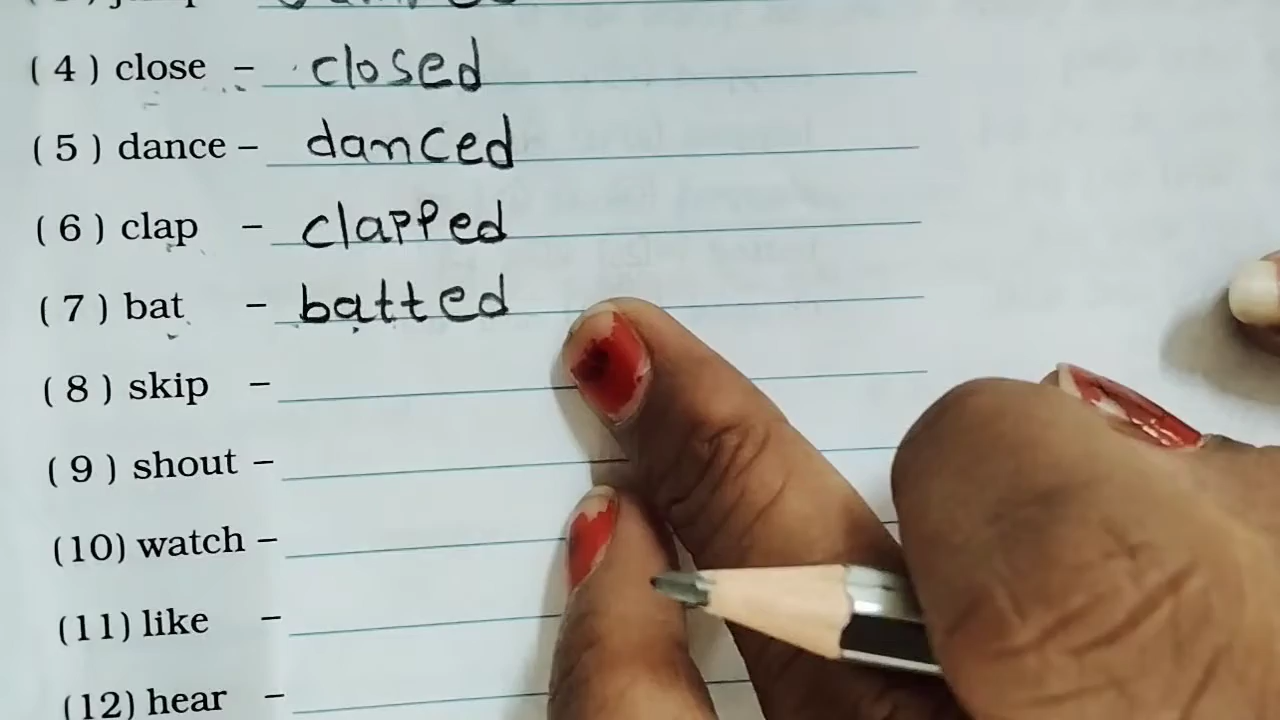 (4) close - closed
(5) dance - danced
(6) clap - clapped
(7) bat - batted
(8) skip -
(9) shout -
(10) watch -
(11) like -
(12) hear -